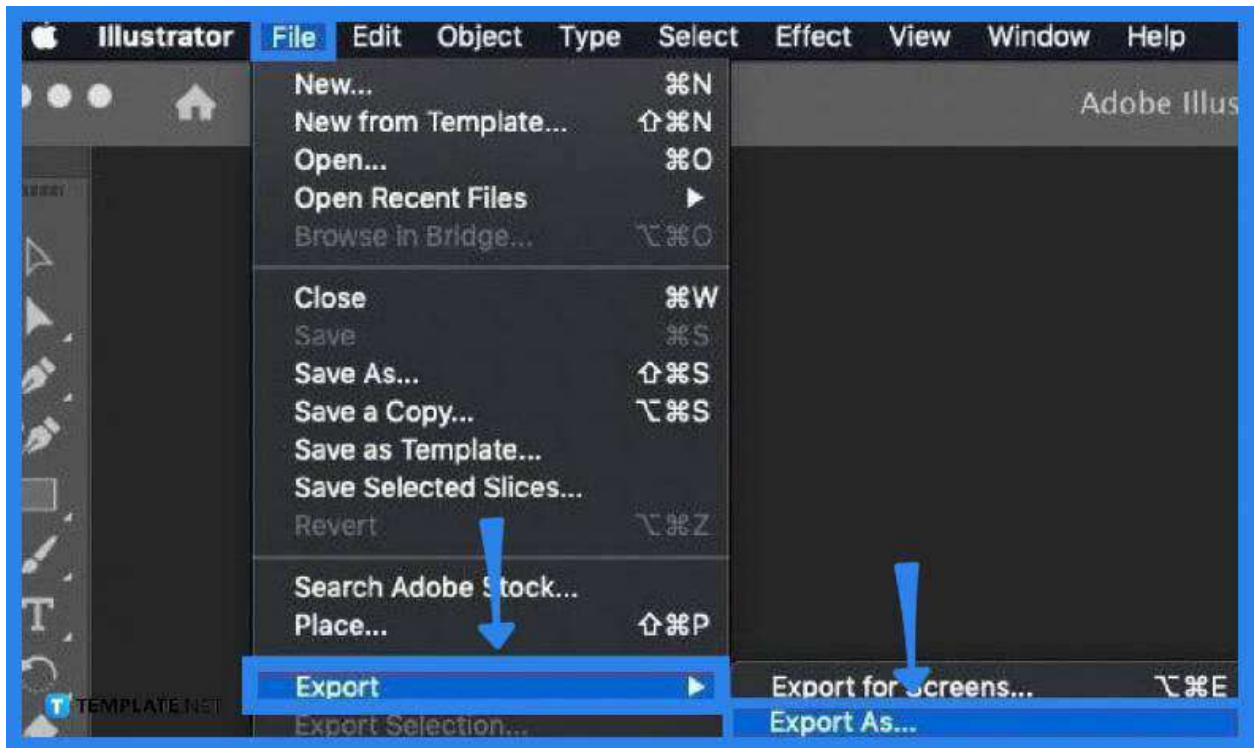 Illustrator File Edit Object Type Select Effect View Window Help
Adobe Illus
New... ⌘N
New from Template... ⇧⌘N
Open... ⌘O
Open Recent Files ▶
Browse in Bridge... ⌥⌘O
Close ⌘W
Save ⌘S
Save As... ⇧⌘S
Save a Copy... ⌥⌘S
Save as Template...
Save Selected Slices...
Revert ⌥⌘Z
Search Adobe Stock...
Place... ⇧⌘P
Export ▶
Export for Screens... ⌥⌘E
Export Selection...
Export As...
T TEMPLATE.NET